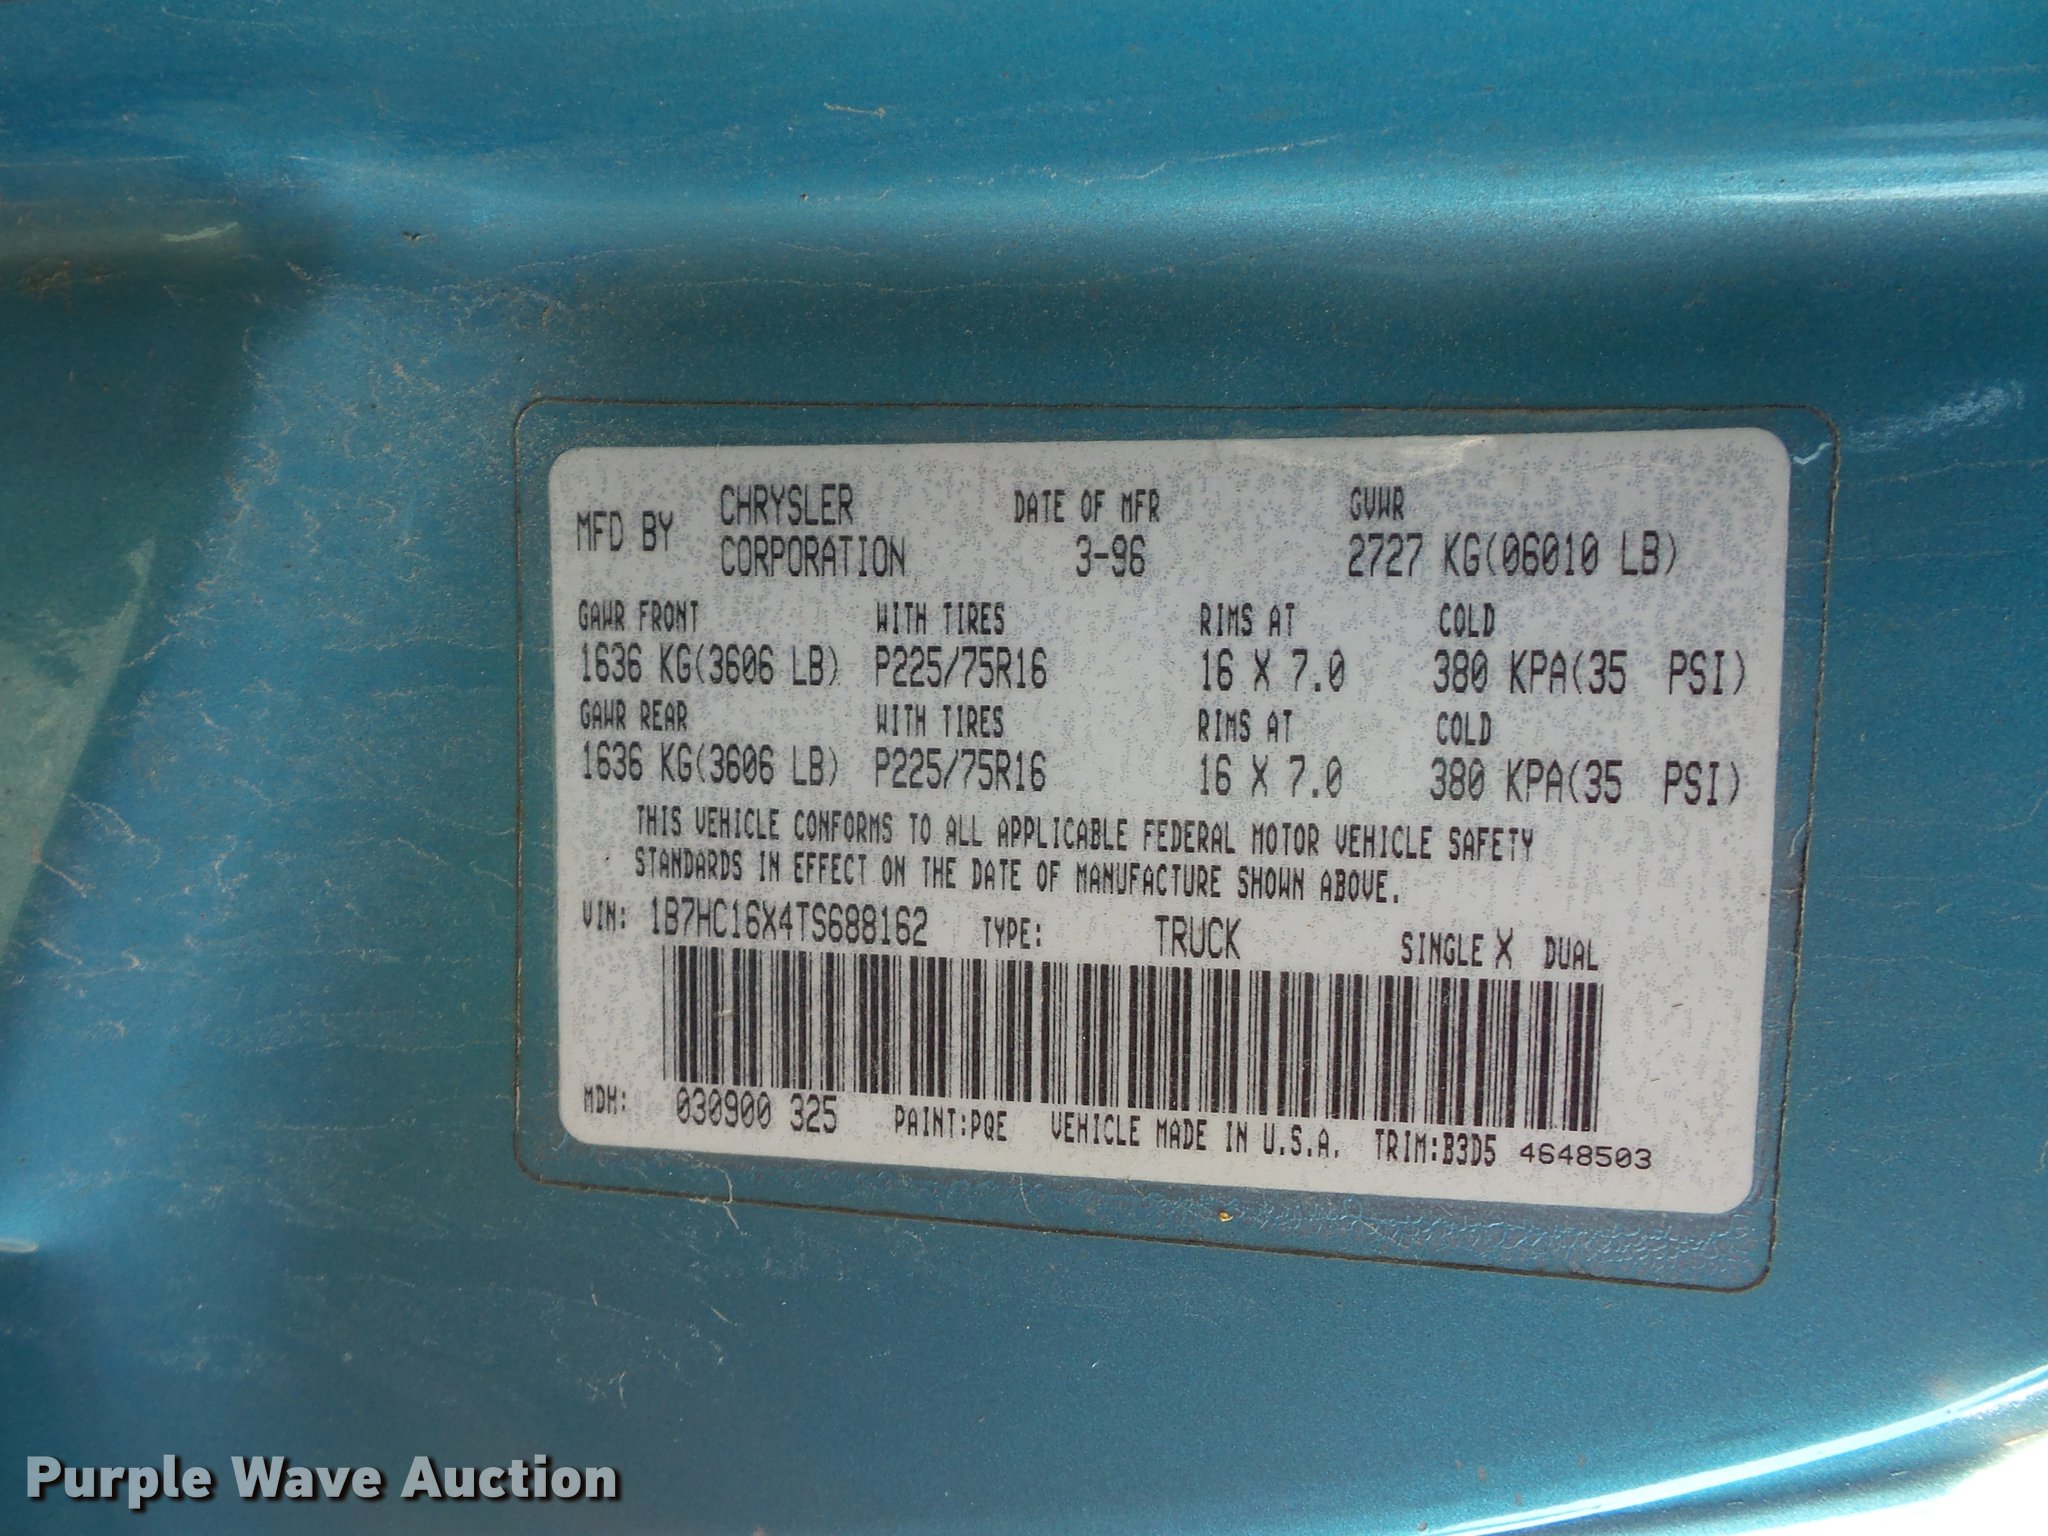 MFD BY CHRYSLER CORPORATION DATE OF MFR 3-96 GVWR 2727 KG(06010 LB)
GAWR FRONT WITH TIRES RIMS AT COLD
1636 KG(3606 LB) P225/75R16 16 X 7.0 380 KPA(35 PSI)
GAWR REAR WITH TIRES RIMS AT COLD
1636 KG(3606 LB) P225/75R16 16 X 7.0 380 KPA(35 PSI)
THIS VEHICLE CONFORMS TO ALL APPLICABLE FEDERAL MOTOR VEHICLE SAFETY
STANDARDS IN EFFECT ON THE DATE OF MANUFACTURE SHOWN ABOVE.
VIN: 1B7HC16X4TS688162 TYPE: TRUCK SINGLE X DUAL
MDH: 030900 325 PAINT:PQE VEHICLE MADE IN U.S.A. TRIM:B3D5 4648503
Purple Wave Auction